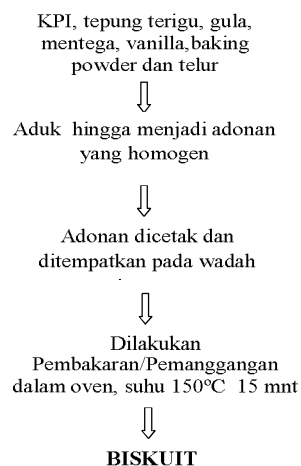 KPI, tepung terigu, gula,
mentega, vanilla,baking
powder dan telur
Aduk hingga menjadi adonan
yang homogen
Adonan dicetak dan
ditempatkan pada wadah
Dilakukan
Pembakaran/Pemanggangan
dalam oven, suhu 150ºC 15 mnt
BISKUIT